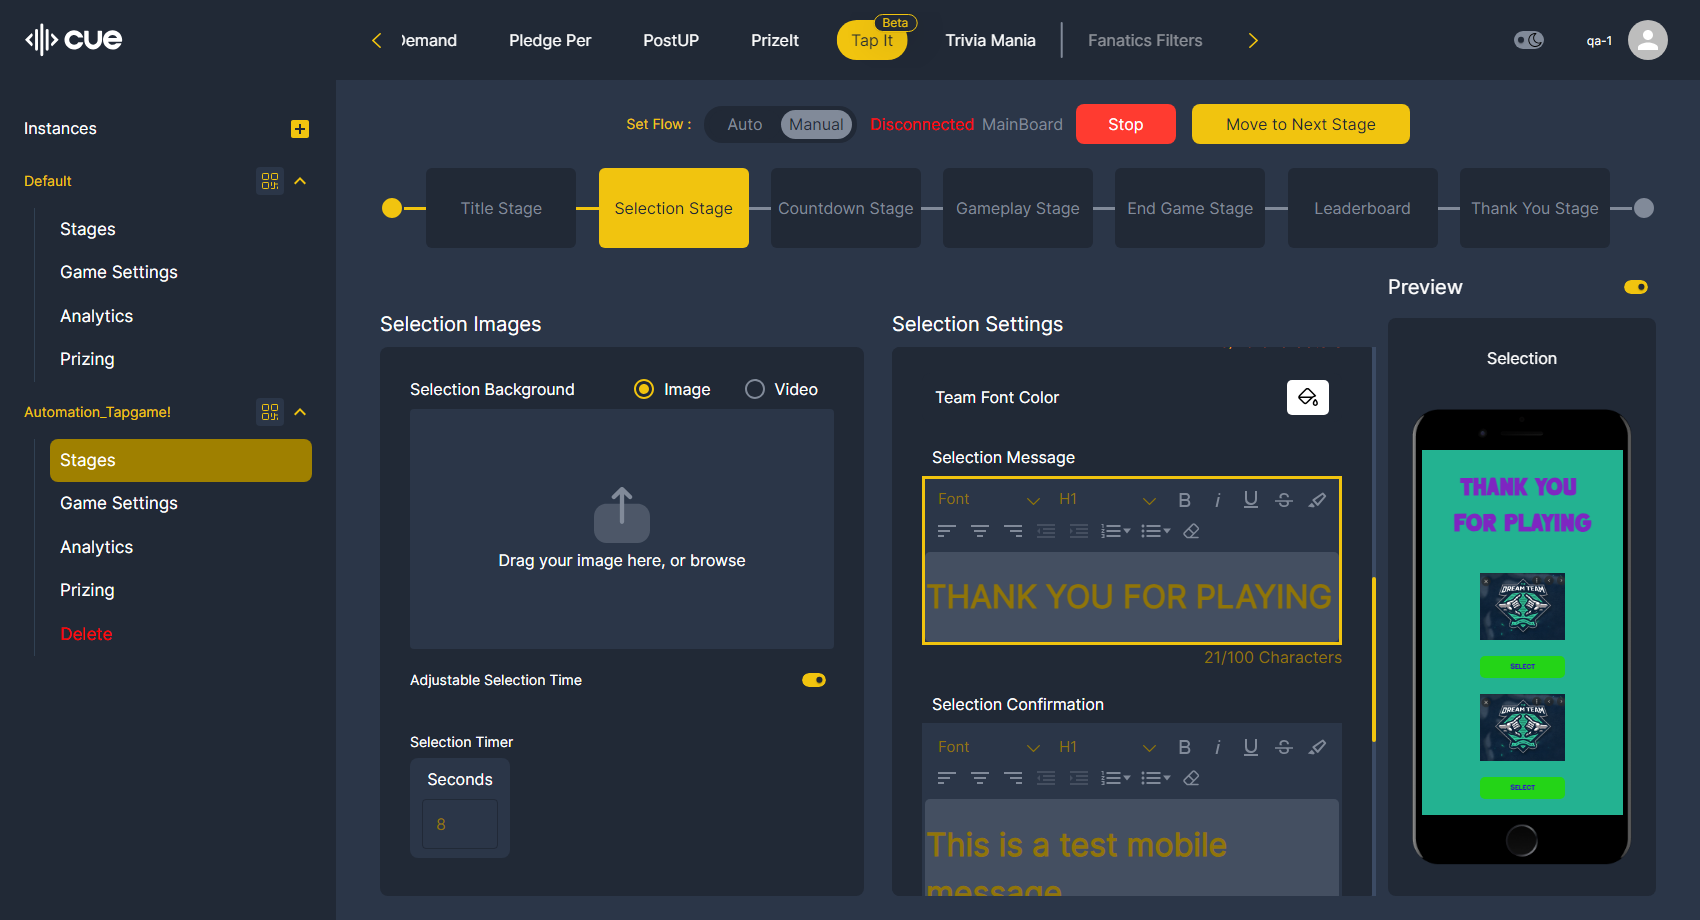 cue
Demand
Pledge Per
PostUP
PrizeIt
Beta
Tap It
Trivia Mania
Fanatics Filters
qa-1
Instances
Default
Stages
Game Settings
Analytics
Prizing
Automation_Tapgame!
Stages
Game Settings
Analytics
Prizing
Delete
Set Flow :
Auto
Manual
Disconnected MainBoard
Stop
Move to Next Stage
Title Stage
Selection Stage
Countdown Stage
Gameplay Stage
End Game Stage
Leaderboard
Thank You Stage
Selection Images
Selection Background
Image
Video
Drag your image here, or browse
Adjustable Selection Time
Selection Timer
Seconds
8
Selection Settings
Team Font Color
Selection Message
Font
H1
THANK YOU FOR PLAYING
21/100 Characters
Selection Confirmation
Font
H1
This is a test mobile
message
Preview
Selection
THANK YOU
FOR PLAYING
DREAM TEAM
SELECT
DREAM TEAM
SELECT